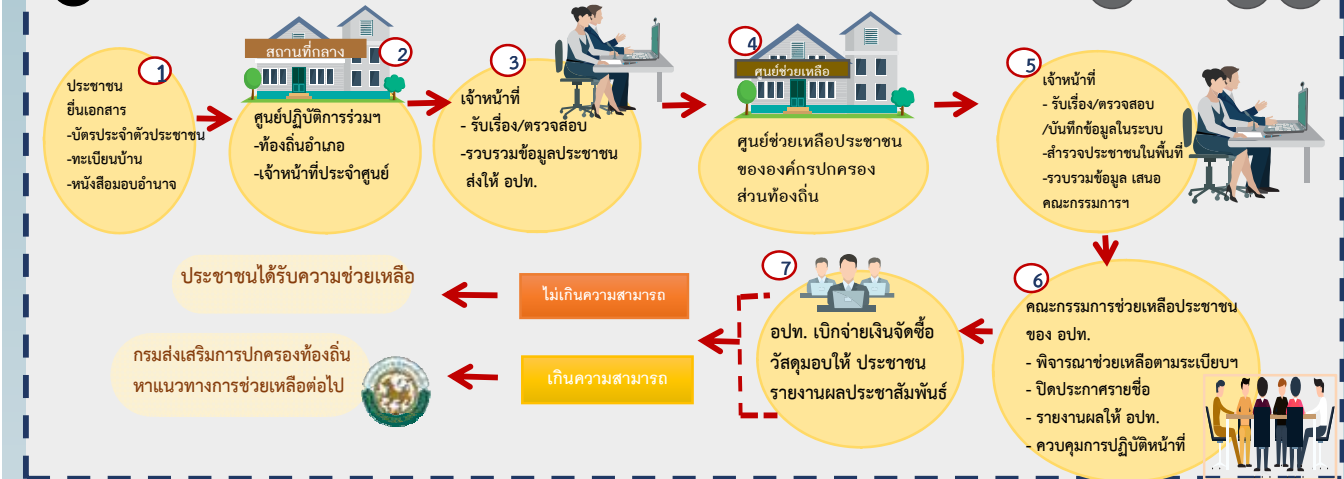 1
ประชาชน
ยื่นเอกสาร
-บัตรประจำตัวประชาชน
-ทะเบียนบ้าน
-หนังสือมอบอำนาจ
สถานที่กลาง
2
ศูนย์ปฏิบัติการร่วมฯ
-ท้องถิ่นอำเภอ
-เจ้าหน้าที่ประจำศูนย์
3
เจ้าหน้าที่
- รับเรื่อง/ตรวจสอบ
-รวบรวมข้อมูลประชาชน
ส่งให้ อปท.
4
ศูนย์ช่วยเหลือ
ศูนย์ช่วยเหลือประชาชน
ขององค์กรปกครอง
ส่วนท้องถิ่น
5
เจ้าหน้าที่
- รับเรื่อง/ตรวจสอบ
/บันทึกข้อมูลในระบบ
-สำรวจประชาชนในพื้นที่
-รวบรวมข้อมูล เสนอ
คณะกรรมการฯ
6
คณะกรรมการช่วยเหลือประชาชน
ของ อปท.
- พิจารณาช่วยเหลือตามระเบียบฯ
- ปิดประกาศรายชื่อ
- รายงานผลให้ อปท.
- ควบคุมการปฏิบัติหน้าที่
7
อปท. เบิกจ่ายเงินจัดซื้อ
วัสดุมอบให้ ประชาชน
รายงานผลประชาสัมพันธ์
ไม่เกินความสามารถ
ประชาชนได้รับความช่วยเหลือ
เกินความสามารถ
กรมส่งเสริมการปกครองท้องถิ่น
หาแนวทางการช่วยเหลือต่อไป